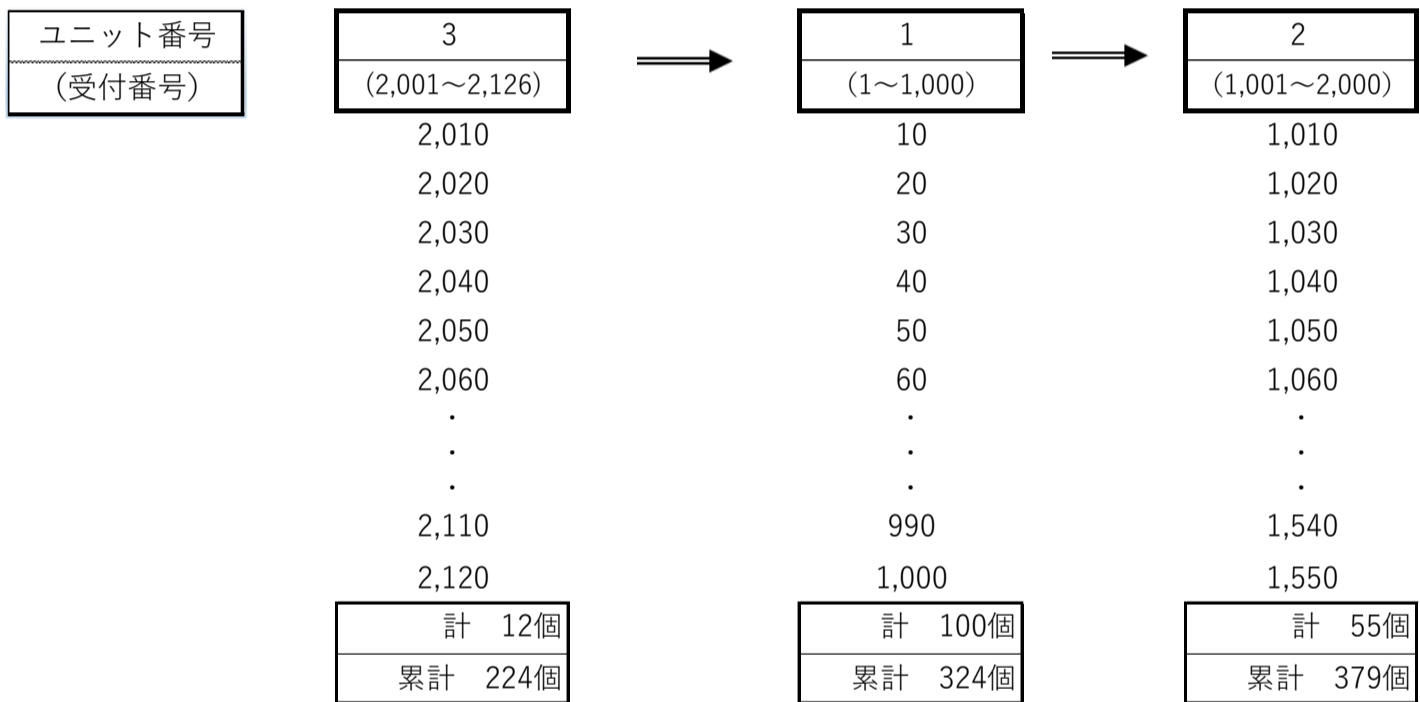 ユニット番号 3 ⇒ 1 ⇒ 2
(受付番号) (2,001～2,126) (1～1,000) (1,001～2,000)
2,010 10 1,010
2,020 20 1,020
2,030 30 1,030
2,040 40 1,040
2,050 50 1,050
2,060 60 1,060
・ ・ ・
・ ・ ・
・ ・ ・
2,110 990 1,540
2,120 1,000 1,550
計　12個 計　100個 計　55個
累計　224個 累計　324個 累計　379個